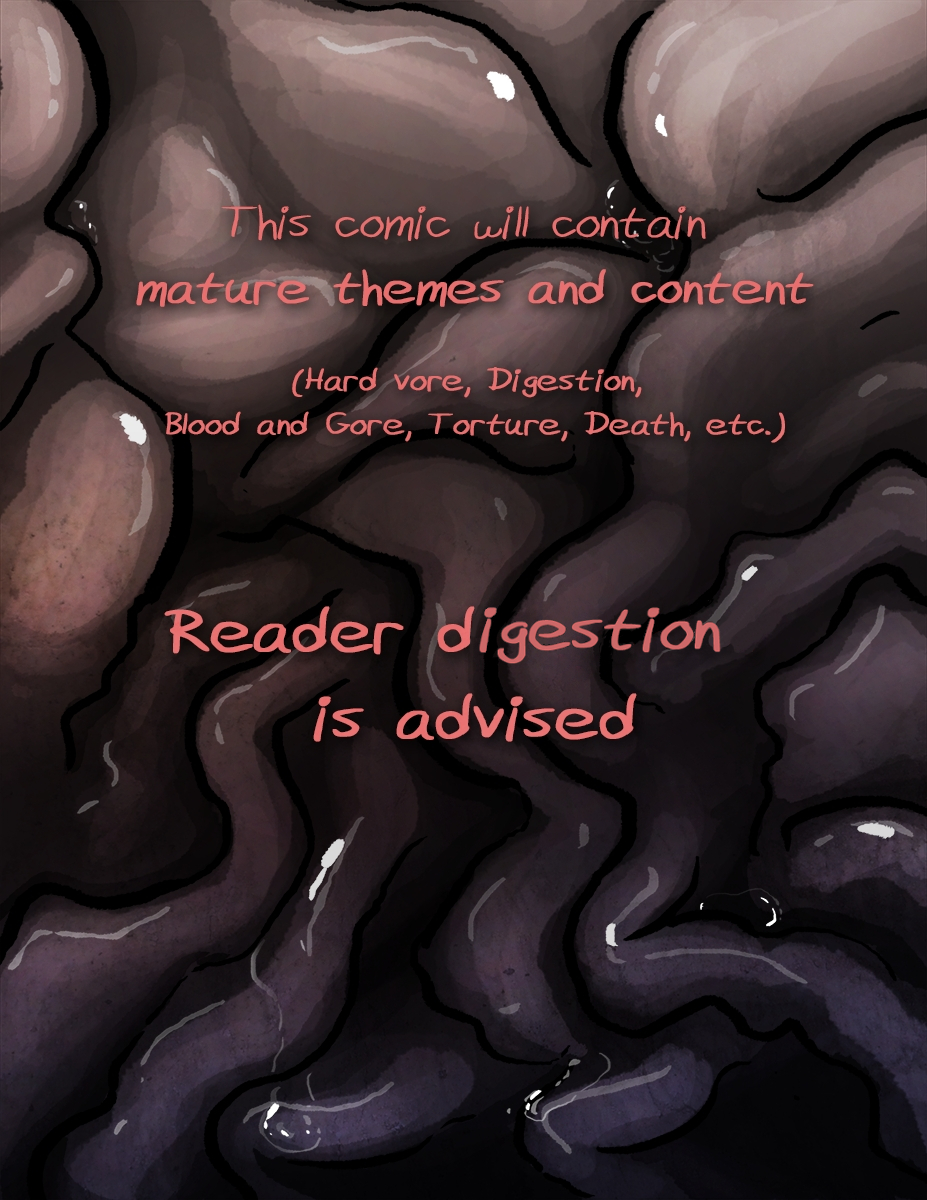 This comic will contain
mature themes and content
(Hard vore, Digestion,
Blood and Gore, Torture, Death, etc.)
Reader digestion
is advised